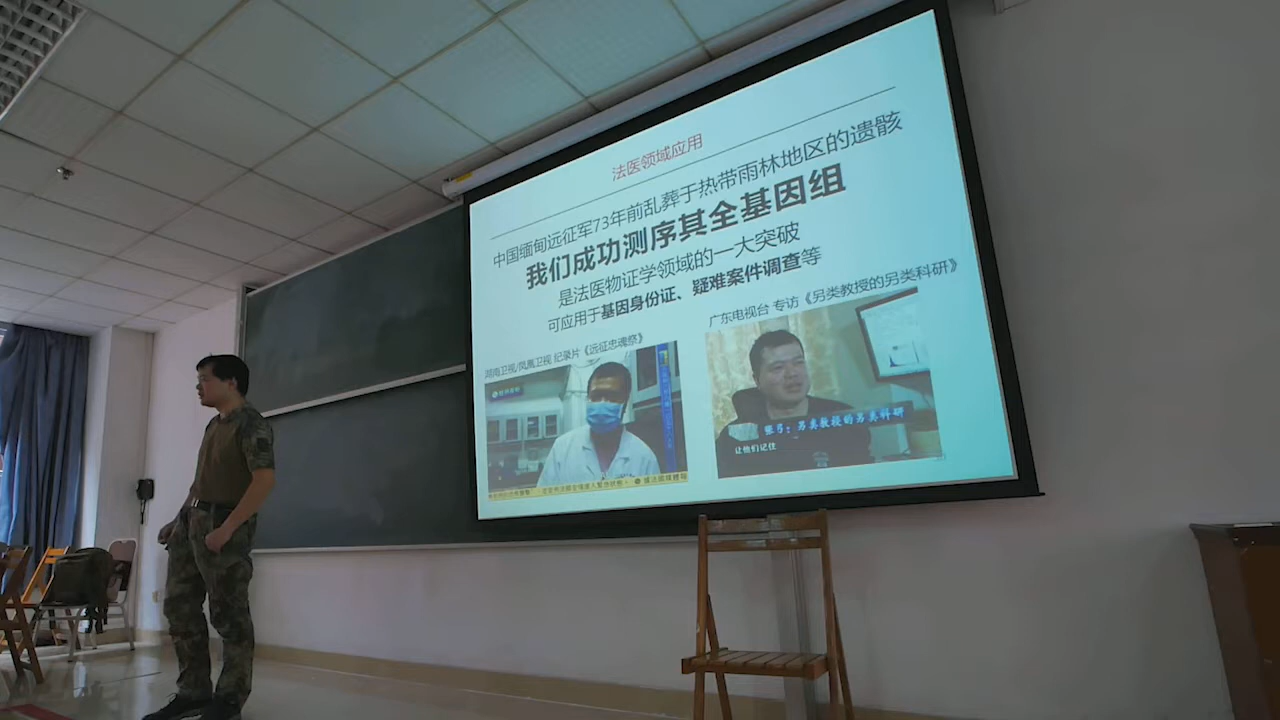 法医领域应用
中国缅甸远征军73年前乱葬于热带雨林地区的遗骸
我们成功测序其全基因组
是法医物证学领域的一大突破
可应用于基因身份证、疑难案件调查等
湖南卫视/凤凰卫视 纪录片《远征忠魂祭》
广东电视台 专访《另类教授的另类科研》
张弓：另类教授的另类科研
让他们记住